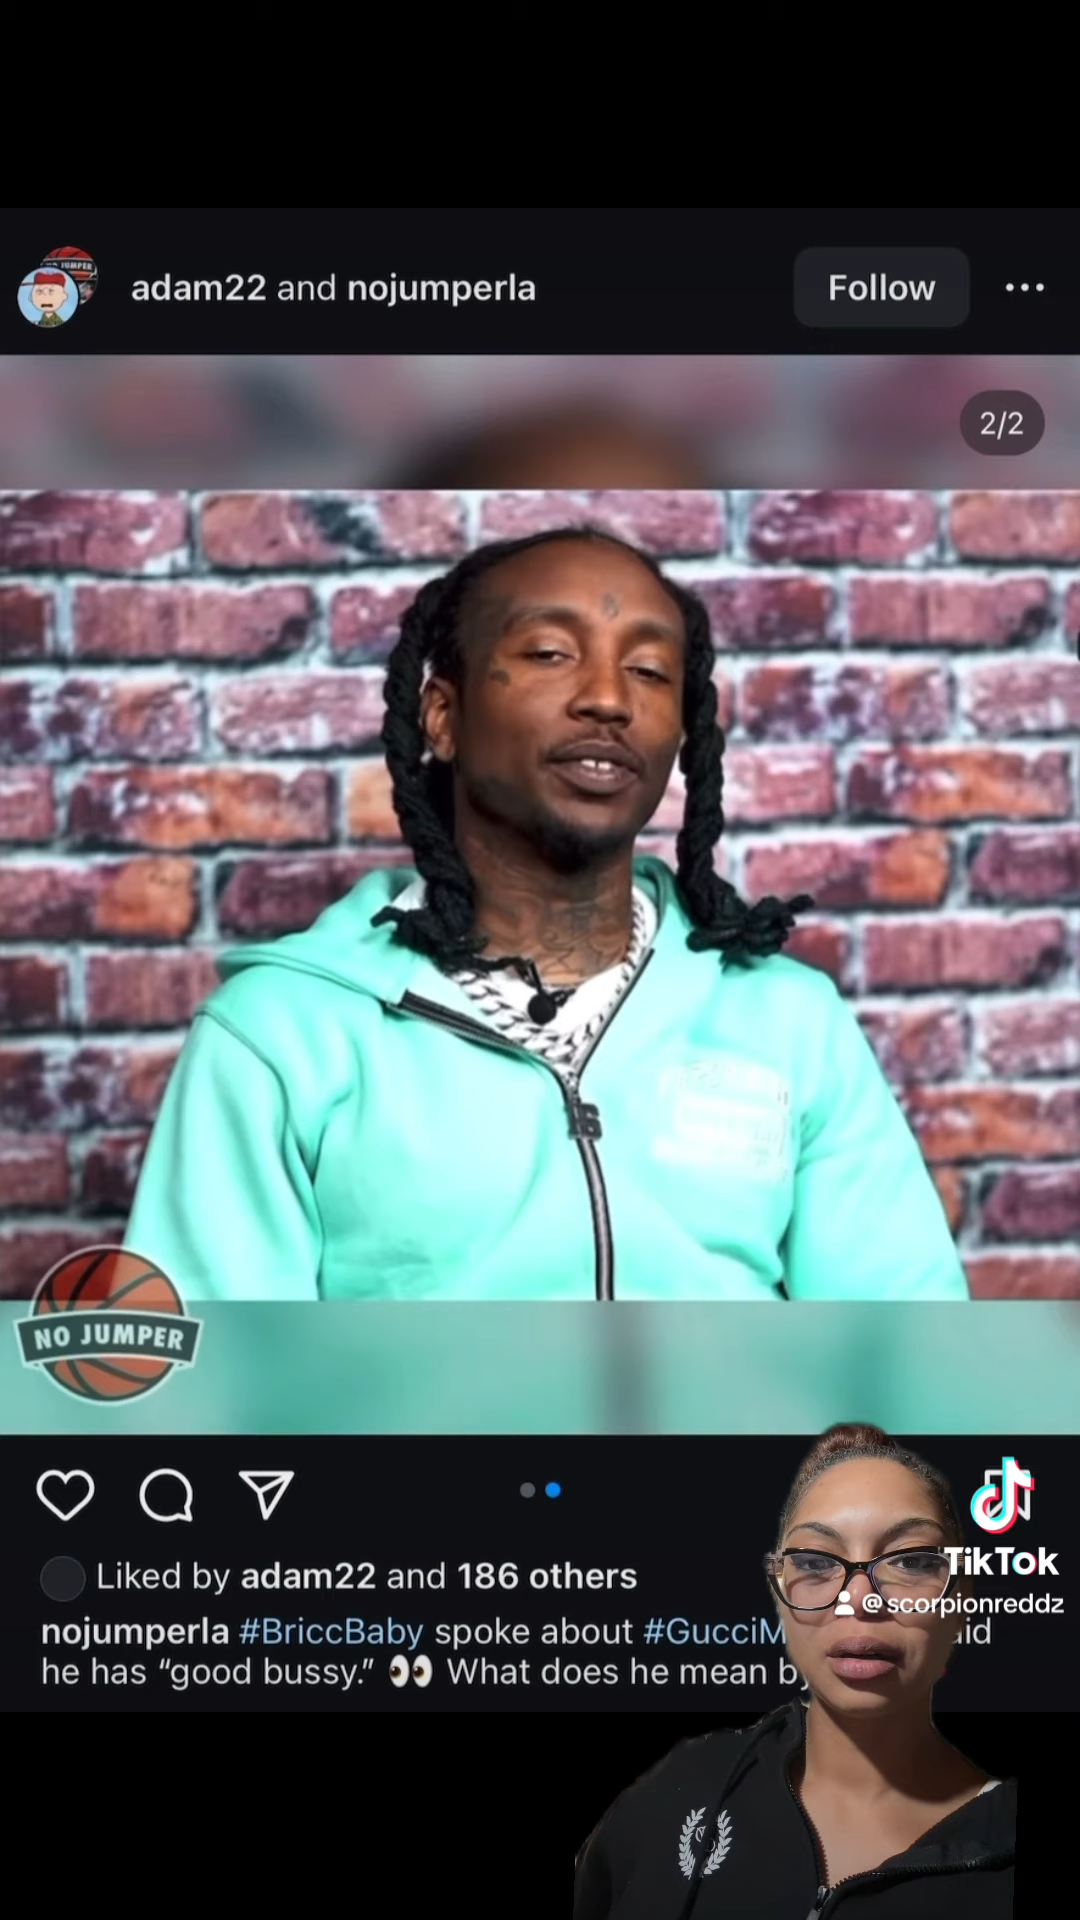 adam22 and nojumperla
Follow
2/2
NO JUMPER
Liked by adam22 and 186 others
nojumperla #BriccBaby spoke about #GucciM
he has “good bussy.” 👀 What does he mean
TikTok
@scorpionreddz